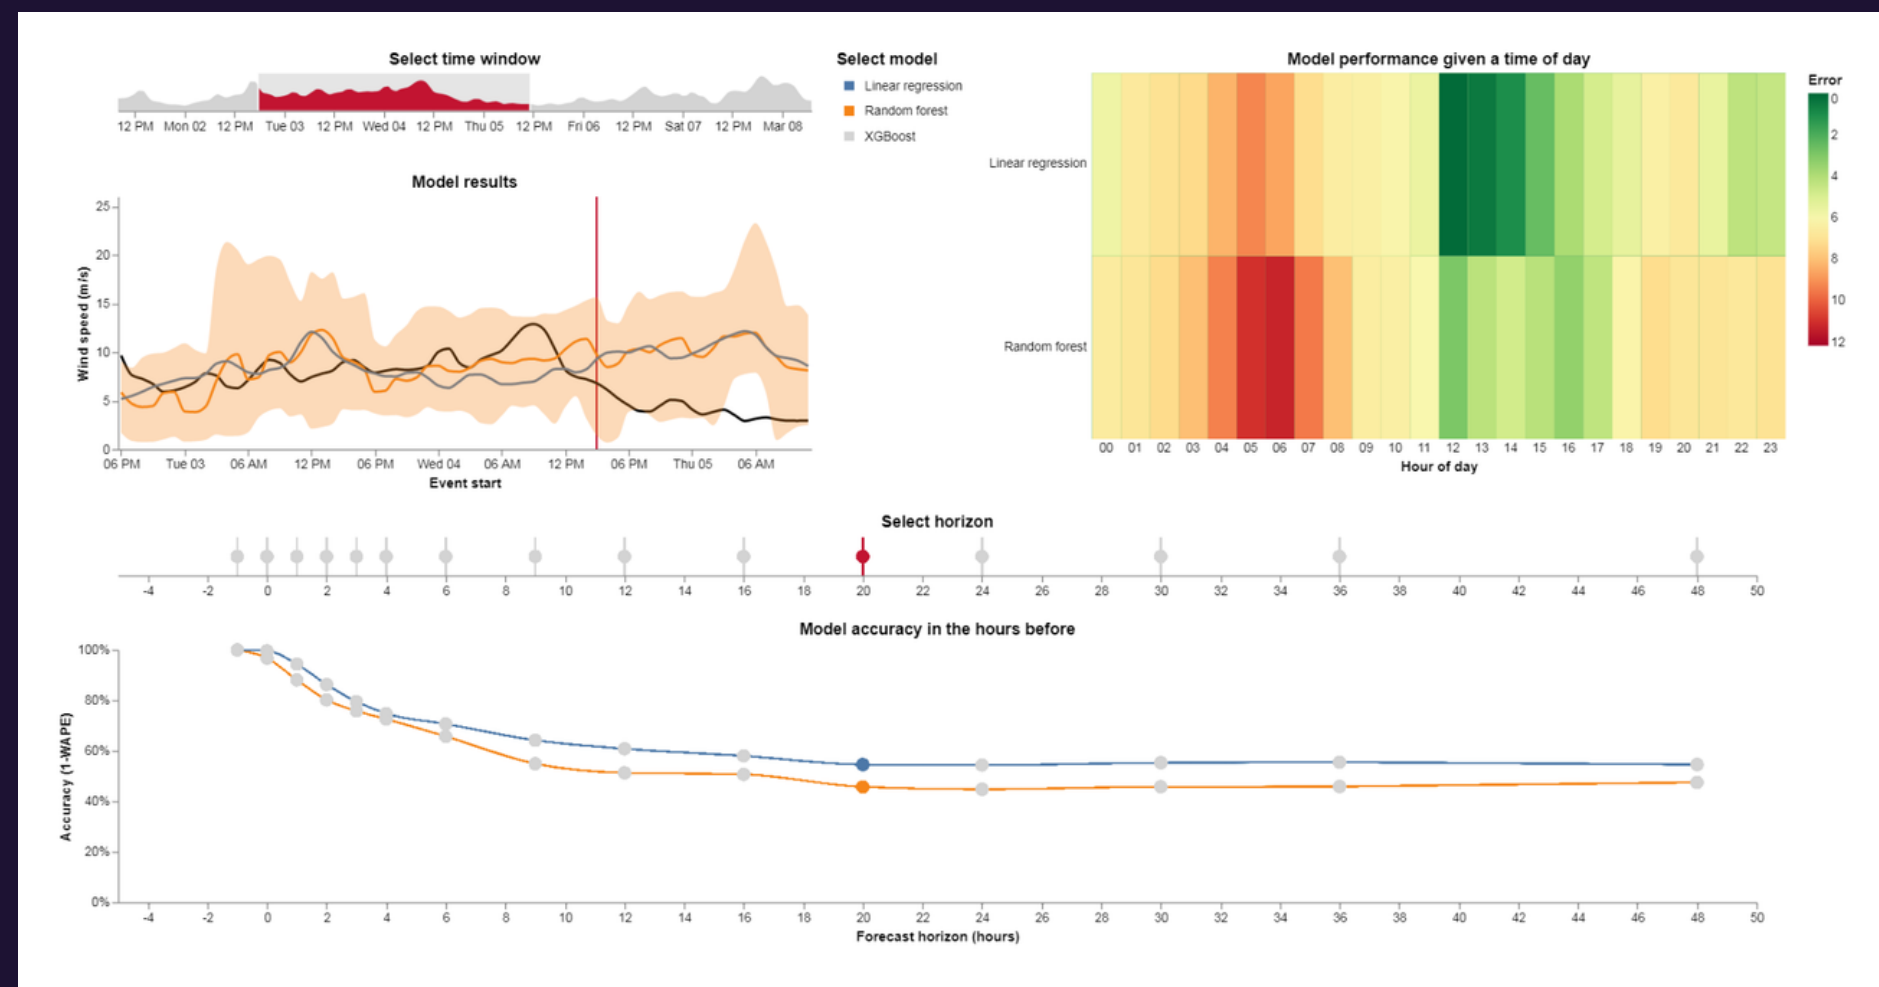 Select time window
12 PM Mon 02 12 PM Tue 03 12 PM Wed 04 12 PM Thu 05 12 PM Fri 06 12 PM Sat 07 12 PM Mar 08
Select model
Linear regression
Random forest
XGBoost
Model results
Wind speed (m/s)
25
20
15
10
5
0
06 PM Tue 03 06 AM 12 PM 06 PM Wed 04 06 AM 12 PM 06 PM Thu 05 06 AM
Event start
Model performance given a time of day
Linear regression
Random forest
00 01 02 03 04 05 06 07 08 09 10 11 12 13 14 15 16 17 18 19 20 21 22 23
Hour of day
Error
0
2
4
6
8
10
12
Select horizon
-4 -2 0 2 4 6 8 10 12 14 16 18 20 22 24 26 28 30 32 34 36 38 40 42 44 46 48 50
Model accuracy in the hours before
Accuracy (1-WAPE)
100%
80%
60%
40%
20%
0%
-4 -2 0 2 4 6 8 10 12 14 16 18 20 22 24 26 28 30 32 34 36 38 40 42 44 46 48 50
Forecast horizon (hours)